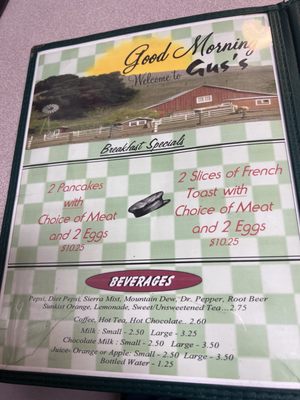 Good Morning
Welcome to Gus's
Breakfast Specials
2 Pancakes
with
Choice of Meat
and 2 Eggs
$10.25
2 Slices of French
Toast with
Choice of Meat
and 2 Eggs
$10.25
BEVERAGES
Pepsi, Diet Pepsi, Sierra Mist, Mountain Dew, Dr. Pepper, Root Beer
Sunkist Orange, Lemonade, Sweet/Unsweetened Tea ...2.75
Coffee, Hot Tea, Hot Chocolate.. 2.60
Milk: Small - 2.50 Large - 3.25
Chocolate Milk: Small - 2.50 Large - 3.50
Juice- Orange or Apple: Small - 2.50 Large - 3.50
Bottled Water - 1.25